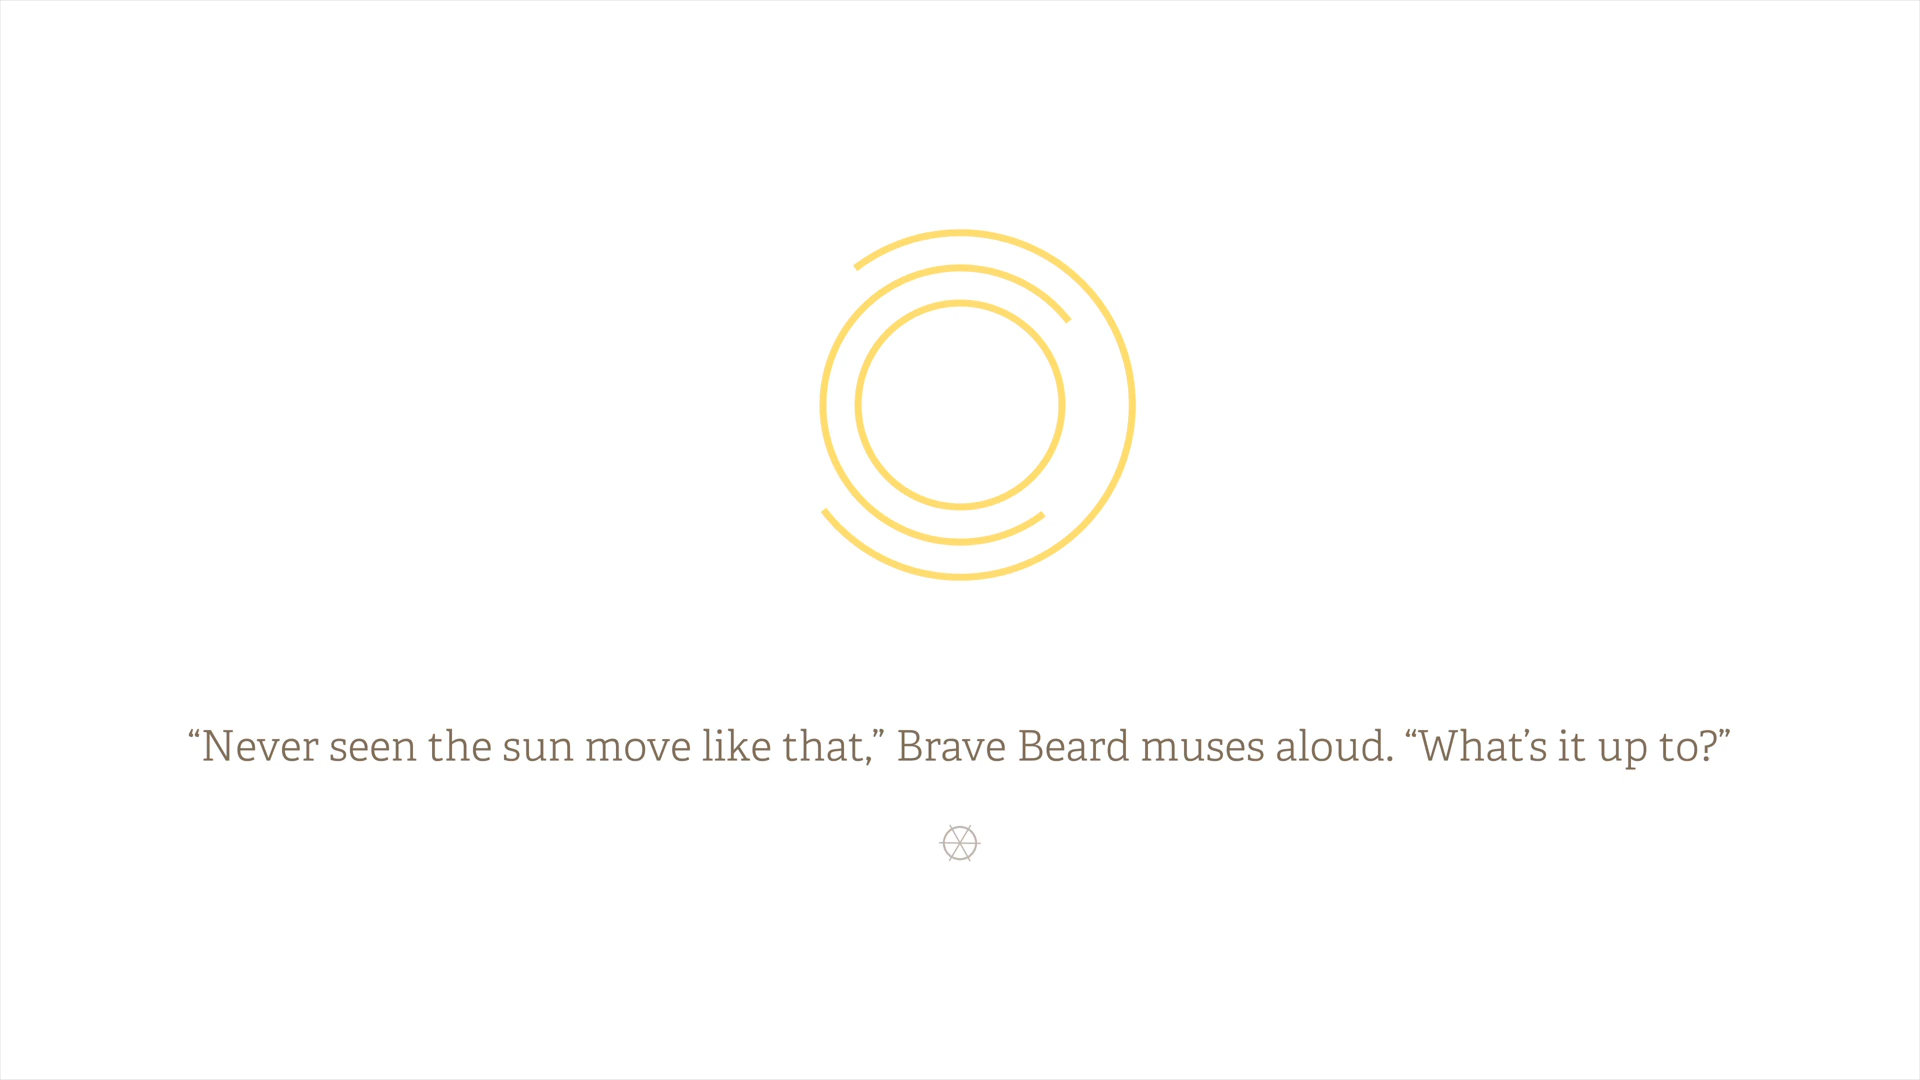 “Never seen the sun move like that,” Brave Beard muses aloud. “What’s it up to?”